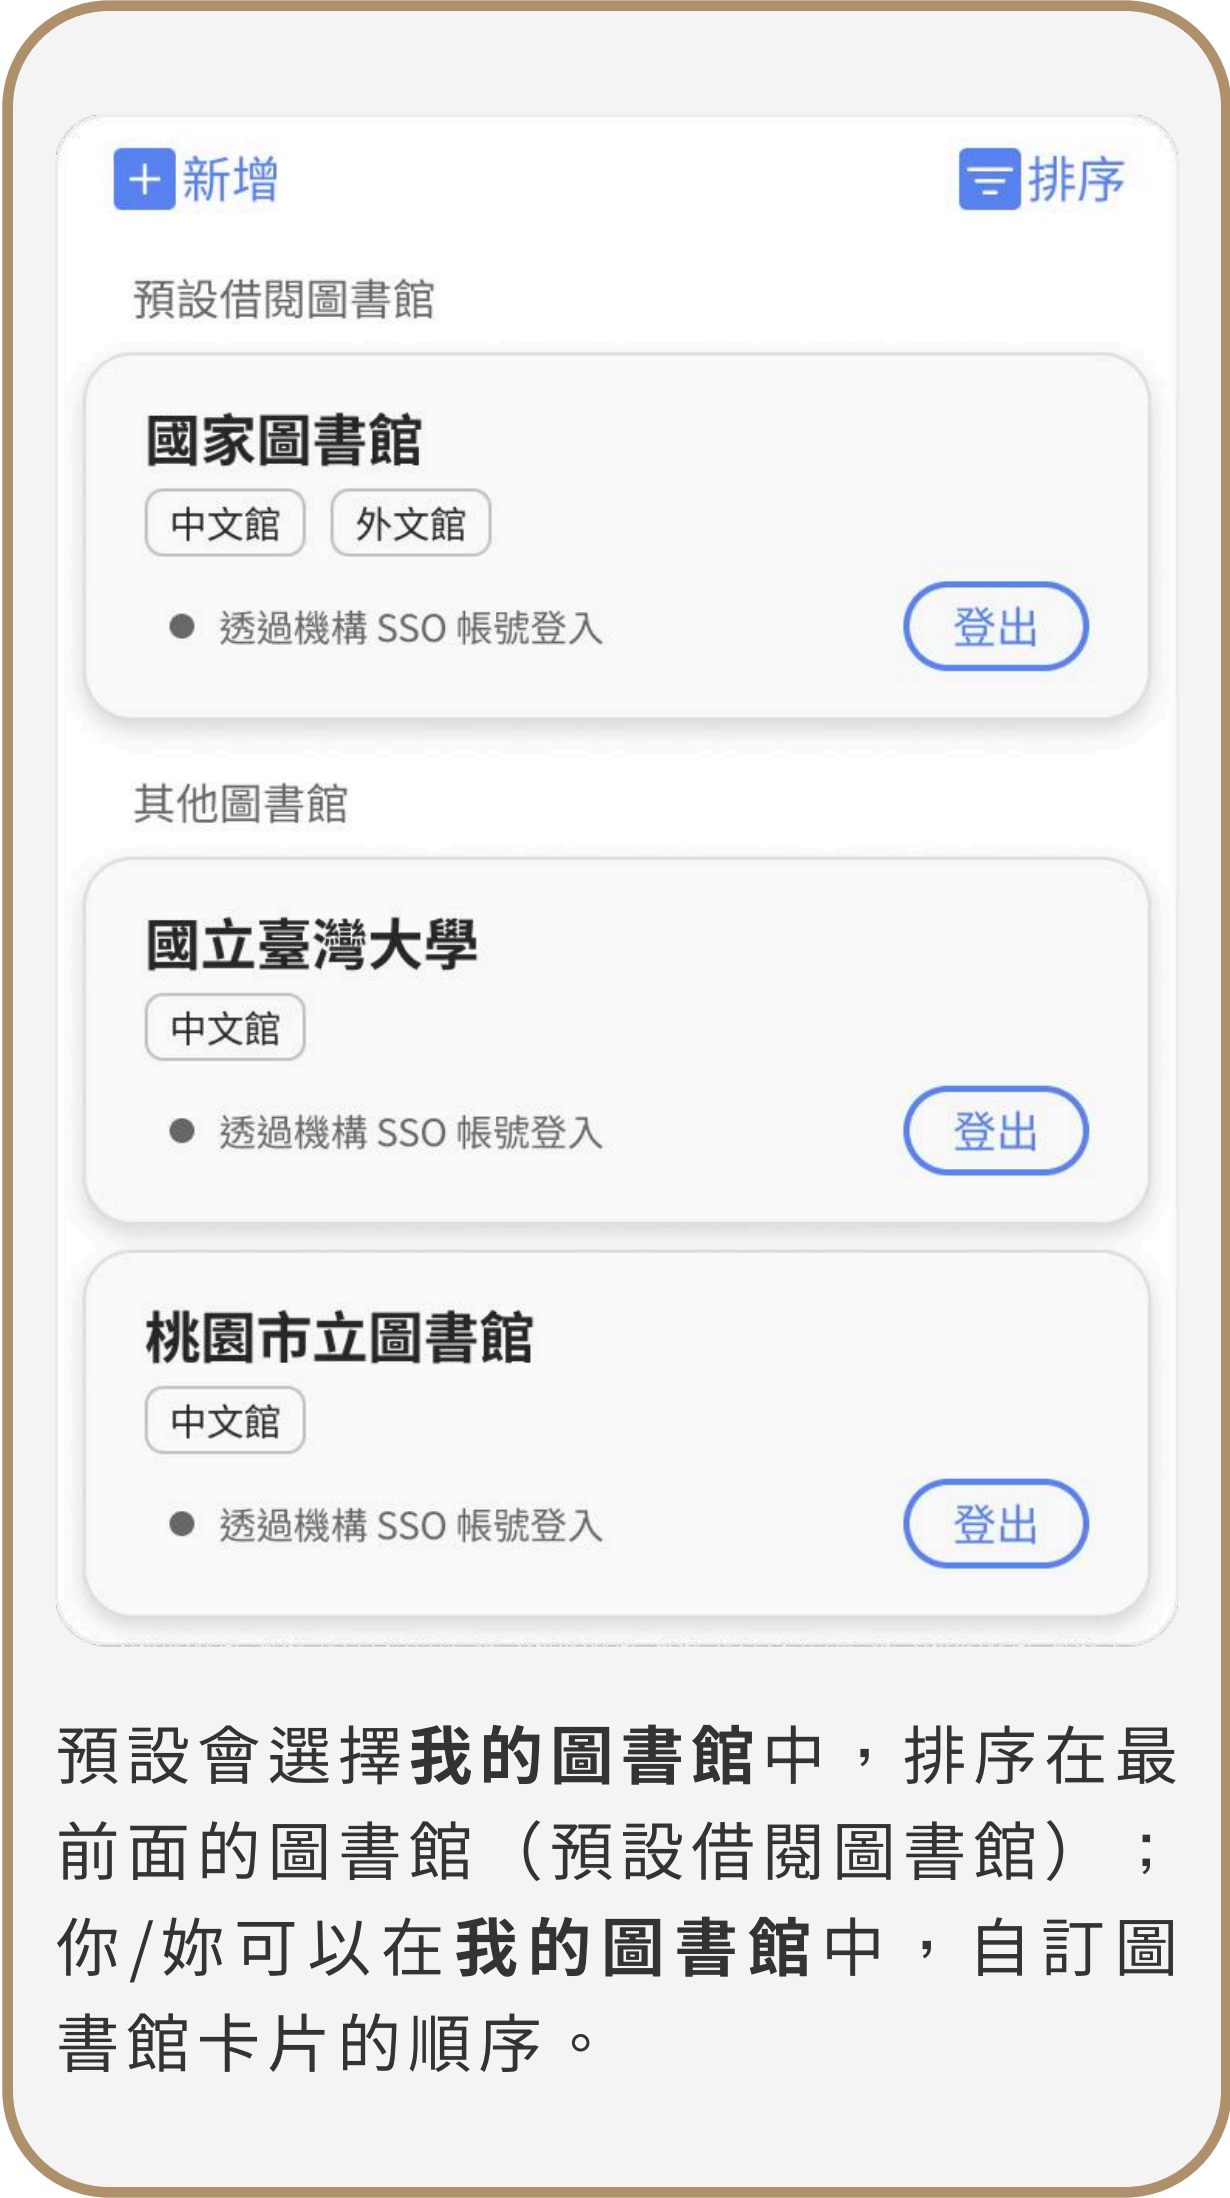 新增
排序
預設借閱圖書館
國家圖書館
中文館 外文館
透過機構 SSO 帳號登入
登出
其他圖書館
國立臺灣大學
中文館
透過機構 SSO 帳號登入
登出
桃園市立圖書館
中文館
透過機構 SSO 帳號登入
登出
預設會選擇我的圖書館中，排序在最
前面的圖書館（預設借閱圖書館）；
你/妳可以在我的圖書館中，自訂圖
書館卡片的順序。